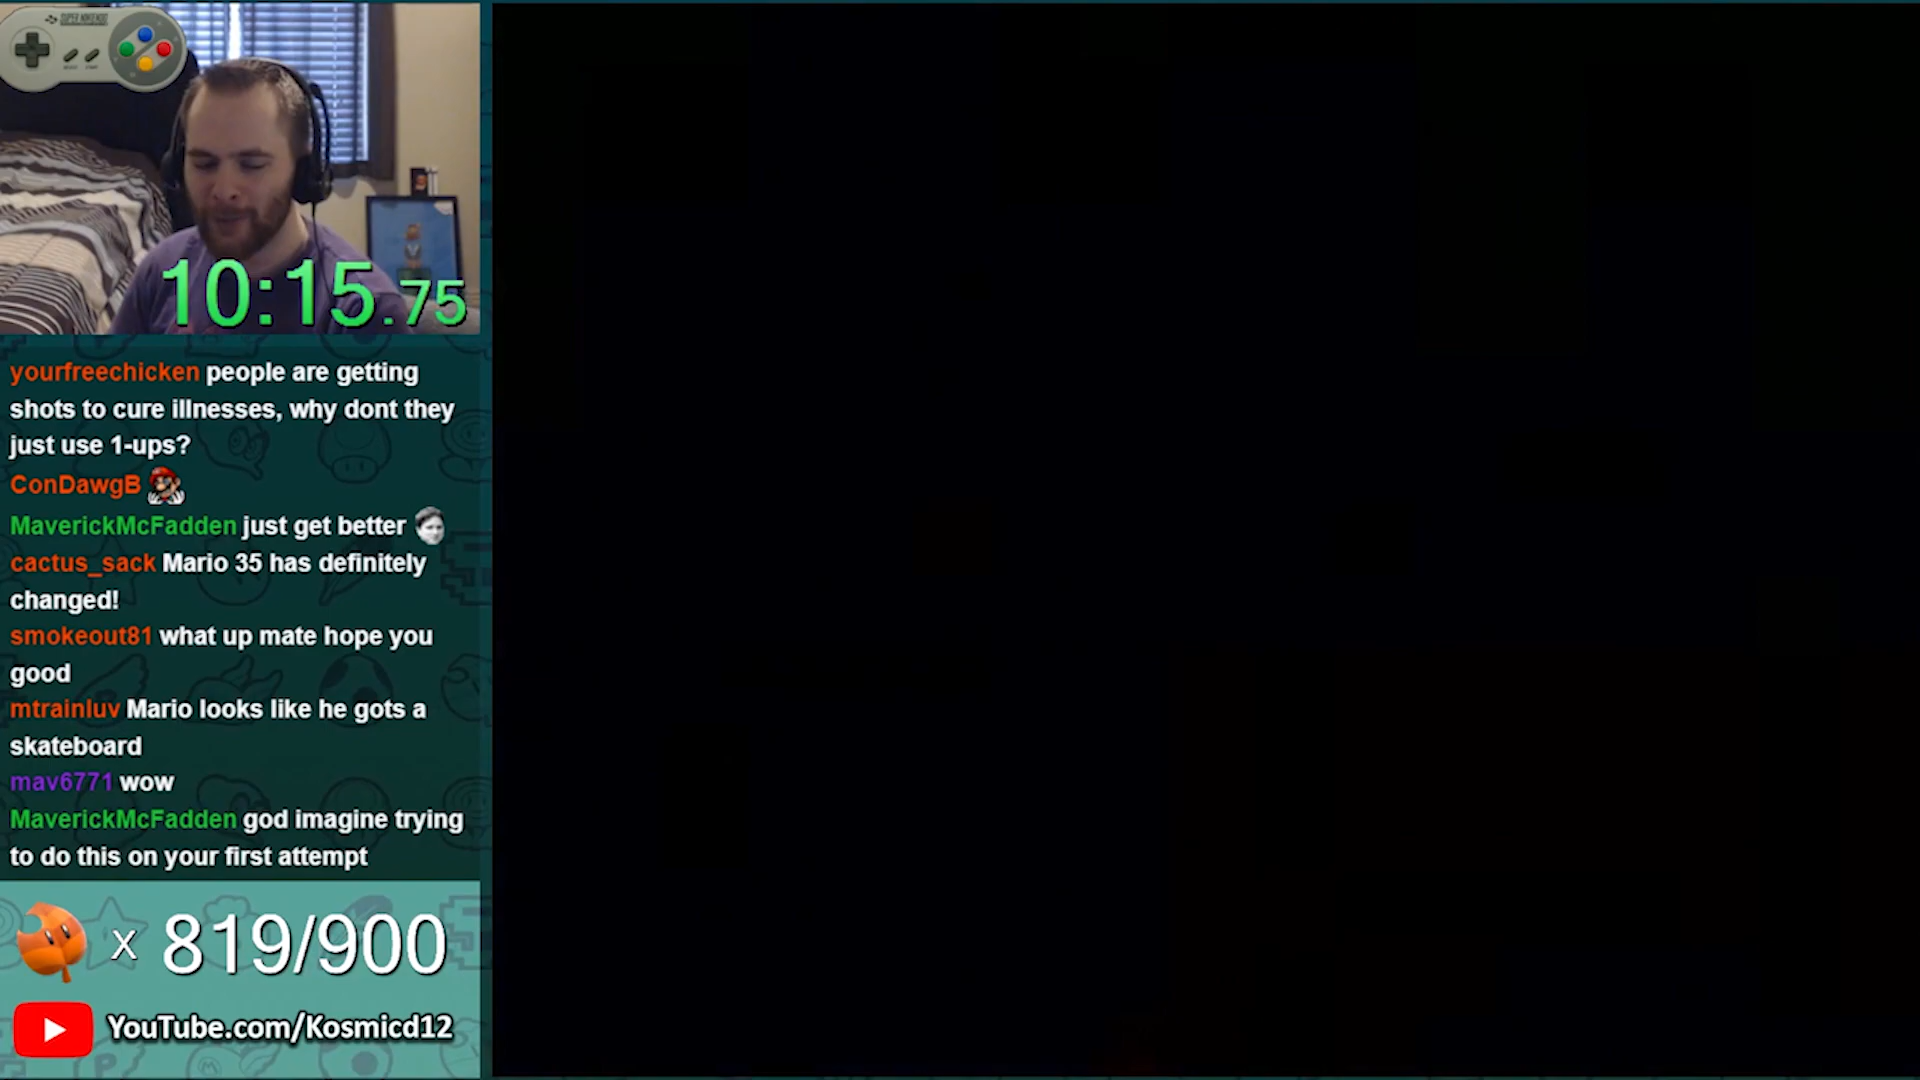 SUPER NINTENDO
10:15.75
yourfreechicken people are getting
shots to cure illnesses, why dont they
just use 1-ups?
ConDawgB
MaverickMcFadden just get better
cactus_sack Mario 35 has definitely
changed!
smokeout81 what up mate hope you
good
mtrainluv Mario looks like he gots a
skateboard
mav6771 wow
MaverickMcFadden god imagine trying
to do this on your first attempt
x 819/900
YouTube.com/Kosmicd12